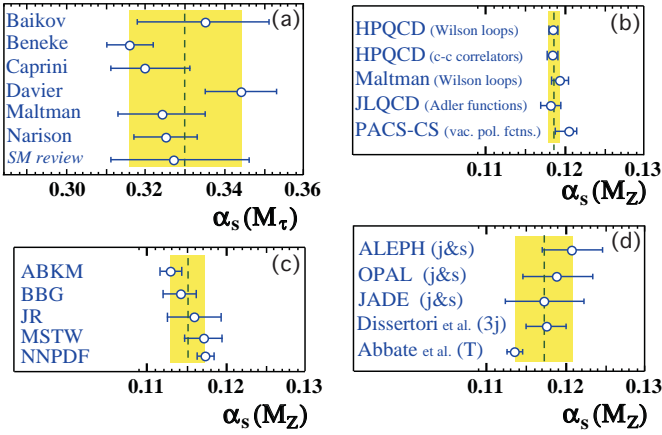 (a)
Baikov
Beneke
Caprini
Davier
Maltman
Narison
SM review
0.30 0.32 0.34 0.36
αs (Mτ)
(b)
HPQCD (Wilson loops)
HPQCD (c-c correlators)
Maltman (Wilson loops)
JLQCD (Adler functions)
PACS-CS (vac. pol. fctns.)
0.11 0.12 0.13
αs (MZ)
(c)
ABKM
BBG
JR
MSTW
NNPDF
0.11 0.12 0.13
αs (MZ)
(d)
ALEPH (j&s)
OPAL (j&s)
JADE (j&s)
Dissertori et al. (3j)
Abbate et al. (T)
0.11 0.12 0.13
αs (MZ)